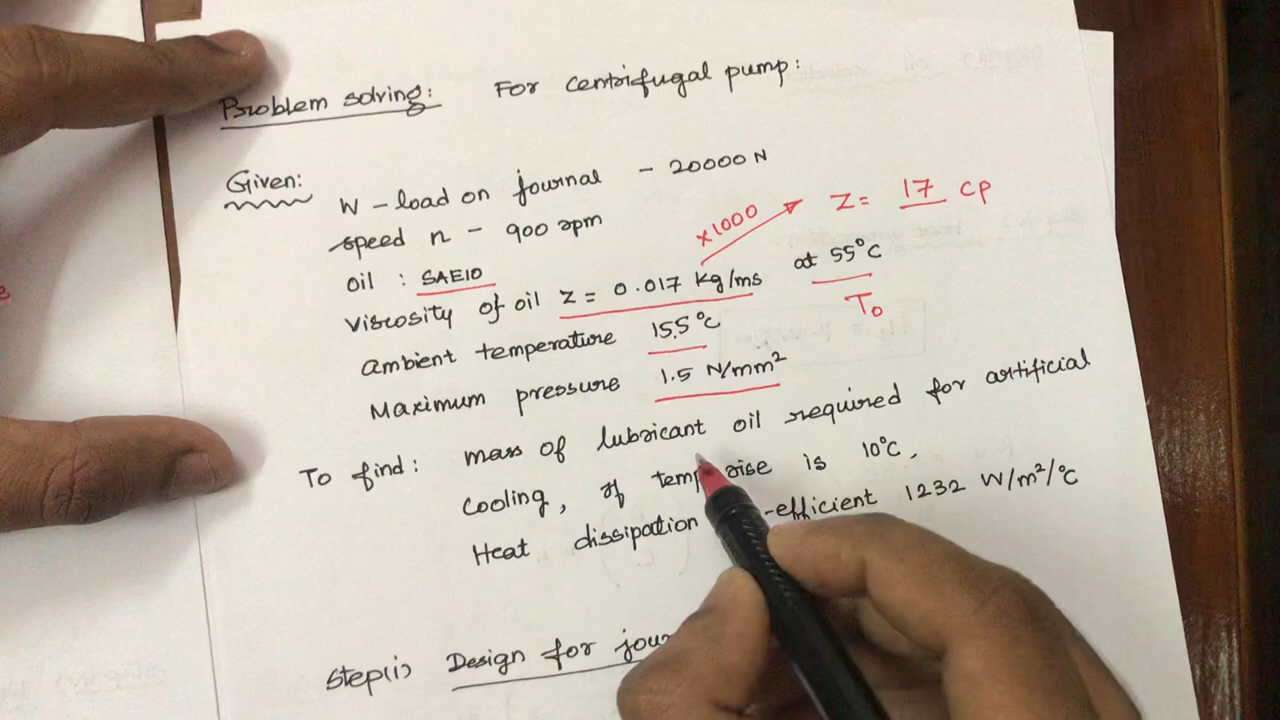 Problem solving: For centrifugal pump:
Given:
W - load on journal - 20000 N
speed n - 900 rpm
×1000
Z = 17 cp
oil : SAE10
Viscosity of oil Z = 0.017 kg/ms at 55°C
T₀
Ambient temperature 15.5°C
Maximum pressure 1.5 N/mm²
To find: mass of lubricant oil required for artificial
cooling, if temp rise is 10°C.
Heat dissipation -efficient 1232 W/m²/°C
Step(i) Design for jou